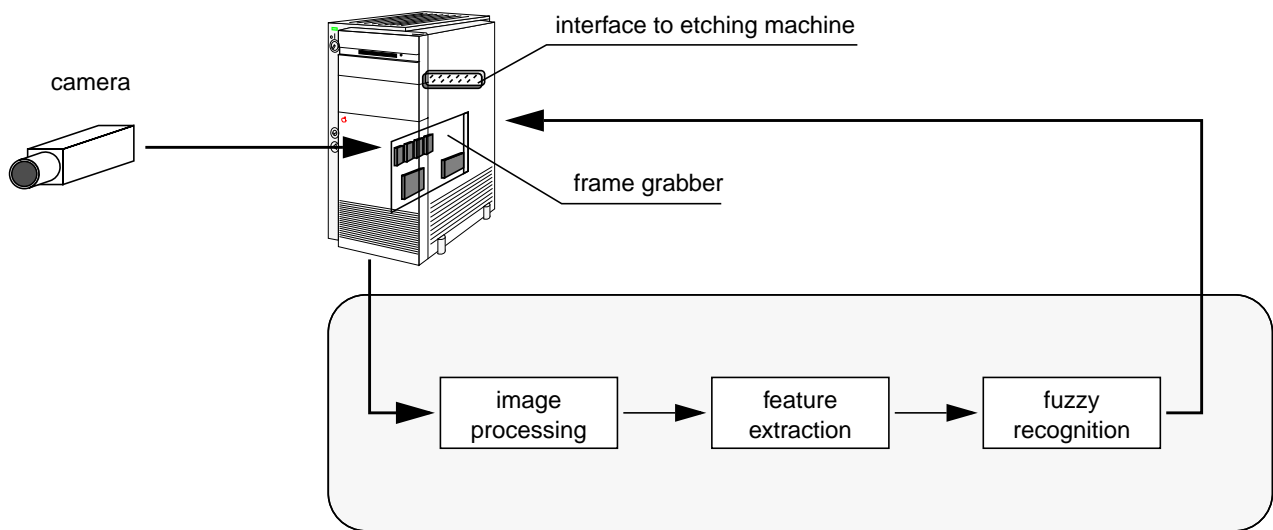 interface to etching machine
camera
frame grabber
image
processing
feature
extraction
fuzzy
recognition